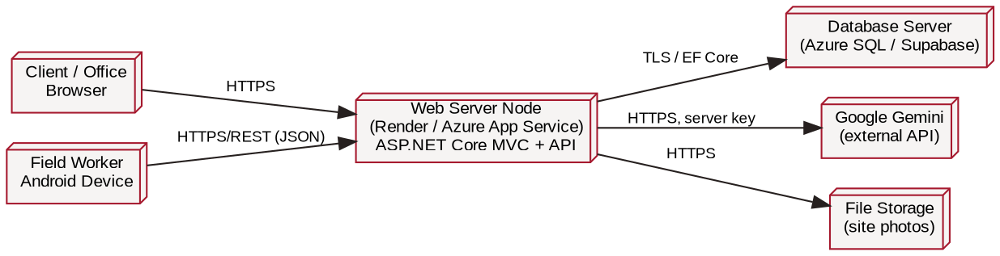 Client / Office
Browser
HTTPS
Field Worker
Android Device
HTTPS/REST (JSON)
Web Server Node
(Render / Azure App Service)
ASP.NET Core MVC + API
TLS / EF Core
Database Server
(Azure SQL / Supabase)
HTTPS, server key
Google Gemini
(external API)
HTTPS
File Storage
(site photos)